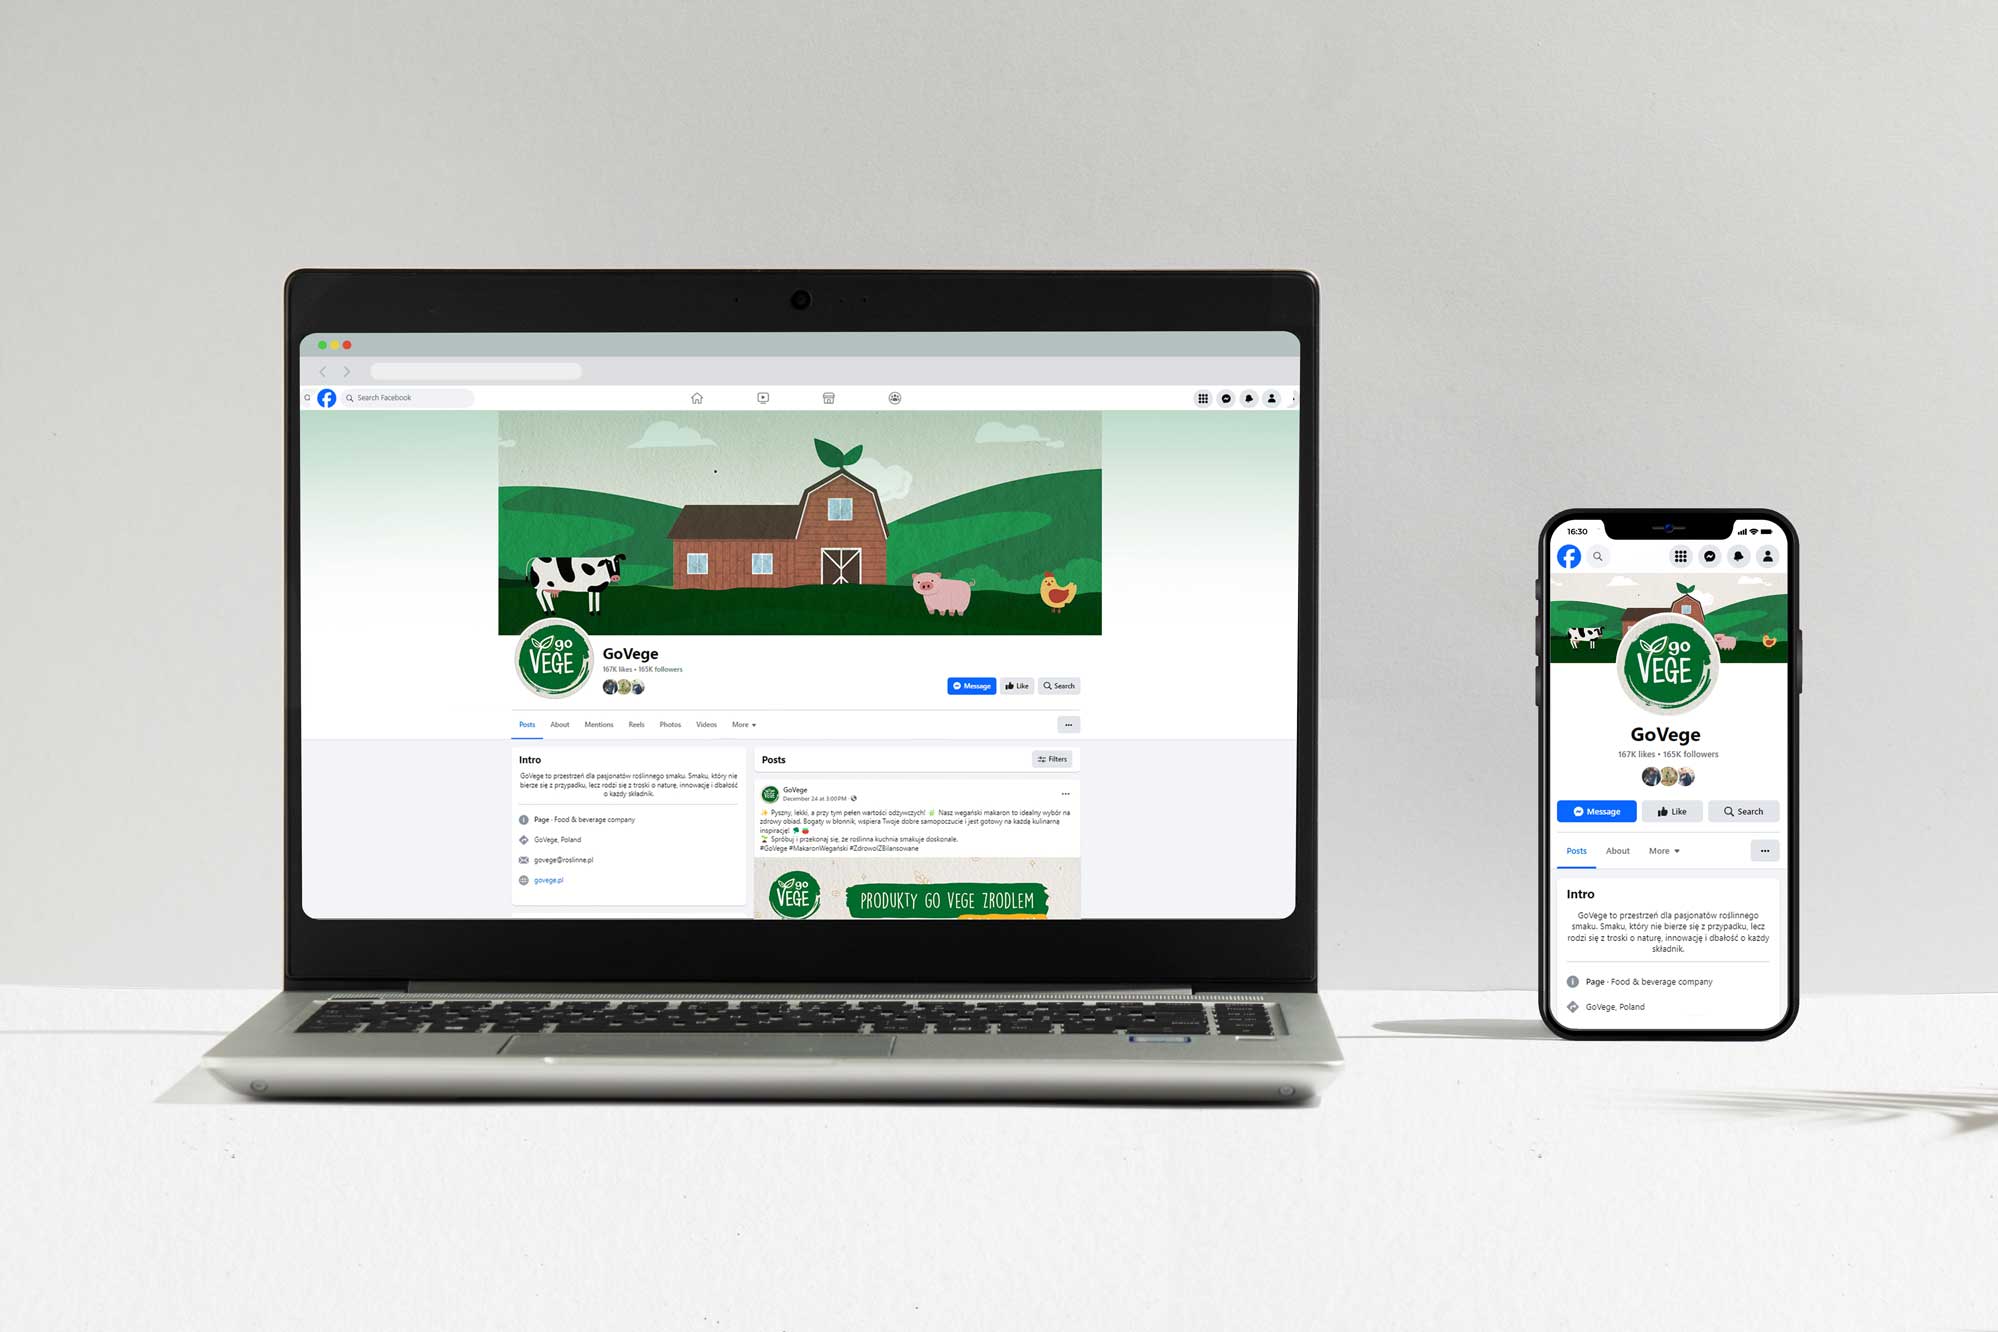 Search Facebook
go
VEGE
GoVege
167K likes • 165K followers
Message
Like
Search
Posts
About
Mentions
Reels
Photos
Videos
More
Intro
GoVege to przestrzeń dla pasjonatów roślinnego smaku. Smaku, który nie
bierze się z przypadku, lecz rodzi się z troski o naturę, innowację i dbałość
o każdy składnik.
Page · Food & beverage company
GoVege, Poland
govege@roslinne.pl
govege.pl
Posts
Filters
GoVege
December 24 at 3:00 PM ·
Pyszny, lekki, a przy tym pełen wartości odżywczych! Nasz wegański makaron to idealny wybór na
zdrowy obiad. Bogaty w błonnik, wspiera Twoje dobre samopoczucie i jest gotowy na każdą kulinarną
inspirację!
Spróbuj i przekonaj się, że roślinna kuchnia smakuje doskonale.
#GoVege #MakaronWegański #ZdrowoIZBilansowane
go
VEGE
PRODUKTY GO VEGE ZRODLEM
16:30
go
VEGE
GoVege
167K likes • 165K followers
Message
Like
Search
Posts
About
More
Intro
GoVege to przestrzeń dla pasjonatów roślinnego
smaku. Smaku, który nie bierze się z przypadku, lecz
rodzi się z troski o naturę, innowację i dbałość o każdy
składnik.
Page · Food & beverage company
GoVege, Poland